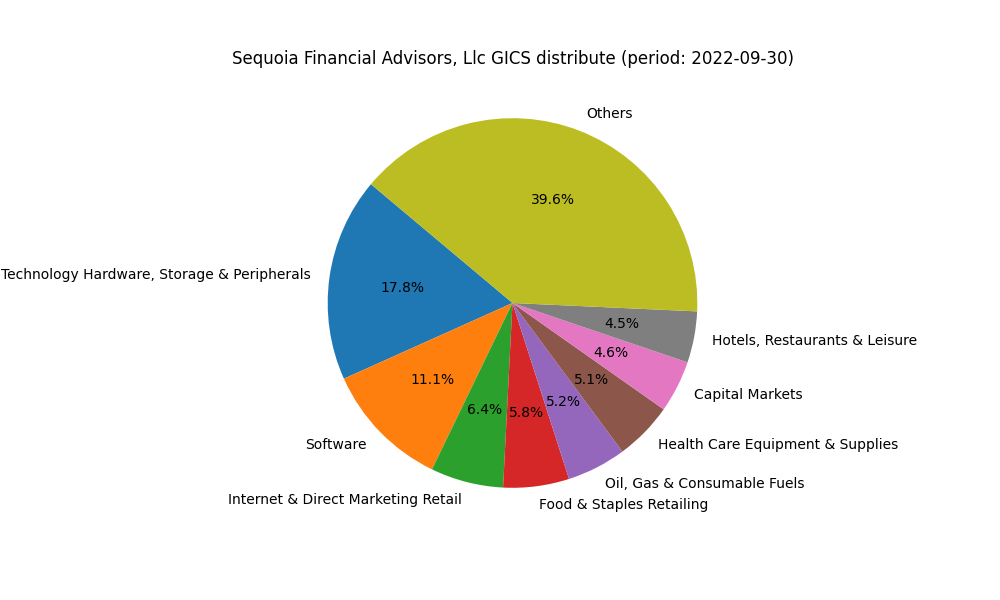 Sequoia Financial Advisors, Llc GICS distribute (period: 2022-09-30)
Others
39.6%
Technology Hardware, Storage & Peripherals
17.8%
4.5%
Hotels, Restaurants & Leisure
4.6%
Capital Markets
11.1%
5.1%
Software
Health Care Equipment & Supplies
6.4%
5.8%
5.2%
Internet & Direct Marketing Retail
Oil, Gas & Consumable Fuels
Food & Staples Retailing